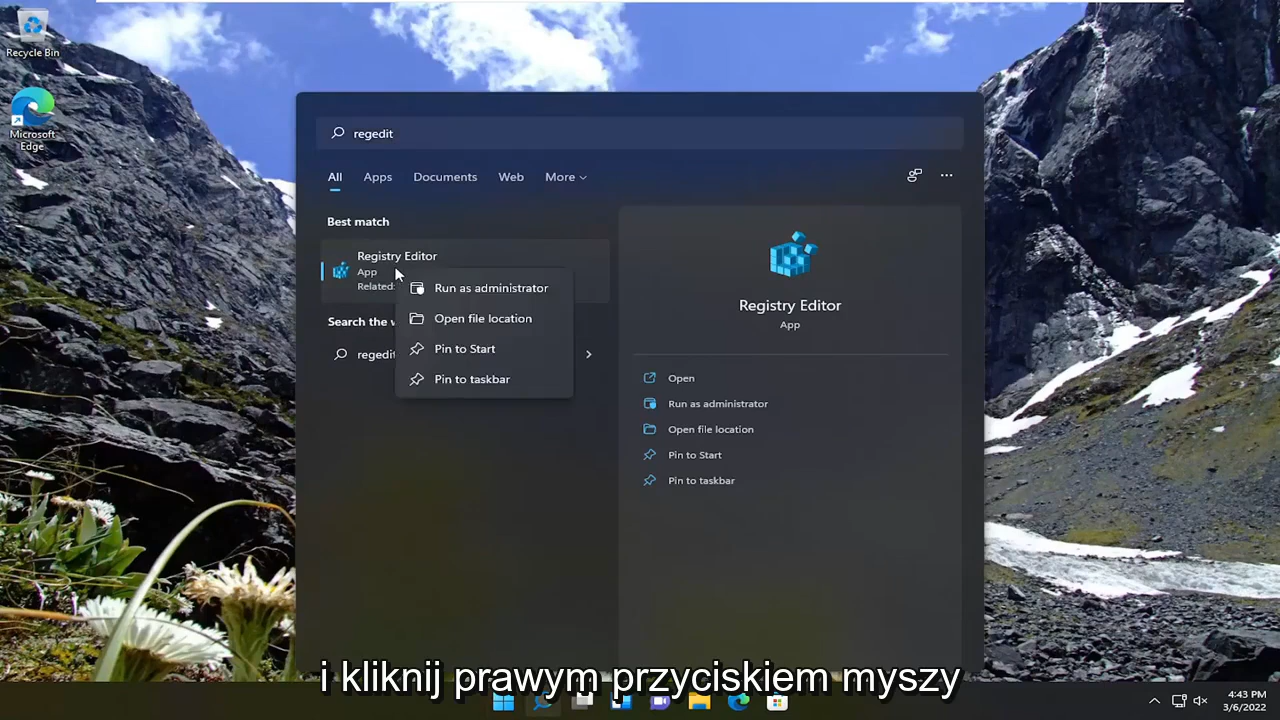 Recycle Bin
Microsoft
Edge
regedit
All
Apps
Documents
Web
More
Best match
Registry Editor
App
Related:
Search the w
regedit
Run as administrator
Open file location
Pin to Start
Pin to taskbar
Registry Editor
App
Open
Run as administrator
Open file location
Pin to Start
Pin to taskbar
i kliknij prawym przyciskiem myszy
4:43 PM
3/6/2022